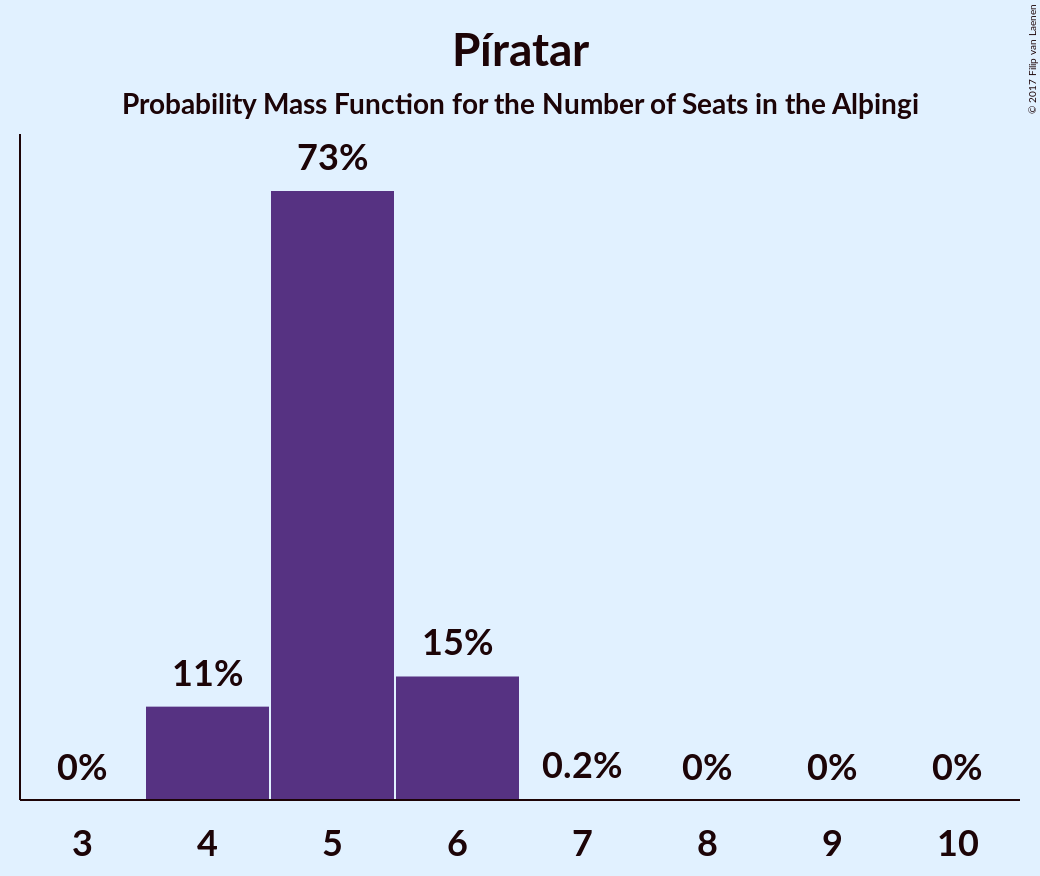 Píratar
Probability Mass Function for the Number of Seats in the Alþingi
© 2017 Filip van Laenen
73%
15%
11%
0%
0.2%
0%
0%
0%
3 4 5 6 7 8 9 10